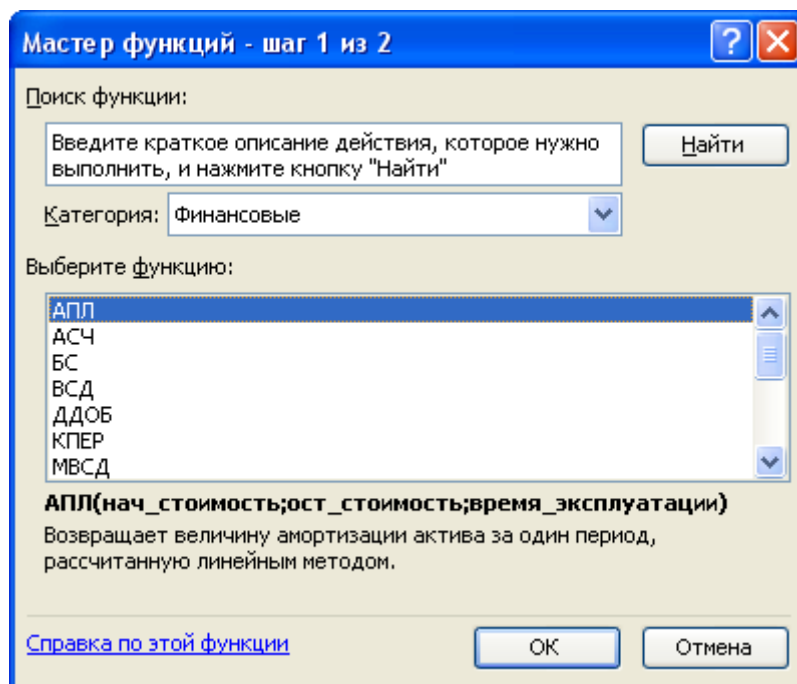 Мастер функций - шаг 1 из 2
Поиск функции:
Введите краткое описание действия, которое нужно
выполнить, и нажмите кнопку "Найти"
Найти
Категория: Финансовые
Выберите функцию:
АПЛ
АСЧ
БС
ВСД
ДДОБ
КПЕР
МВСД
АПЛ(нач_стоимость;ост_стоимость;время_эксплуатации)
Возвращает величину амортизации актива за один период,
рассчитанную линейным методом.
Справка по этой функции
ОК
Отмена